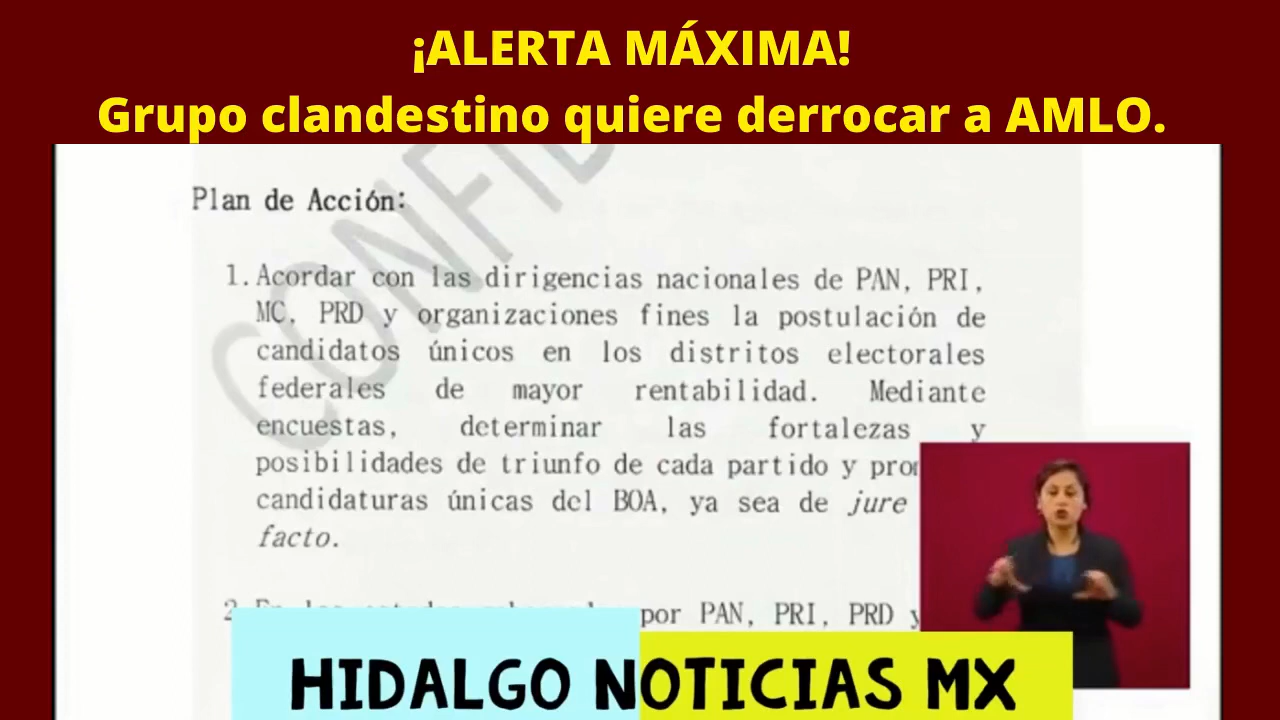 ¡ALERTA MÁXIMA!
Grupo clandestino quiere derrocar a AMLO.
CONFID
Plan de Acción:
1. Acordar con las dirigencias nacionales de PAN, PRI,
MC, PRD y organizaciones fines la postulación de
candidatos únicos en los distritos electorales
federales de mayor rentabilidad. Mediante
encuestas, determinar las fortalezas y
posibilidades de triunfo de cada partido y
candidaturas únicas del BOA, ya sea de jure
facto.
por PAN, PRI, PRD y
HIDALGO NOTICIAS MX